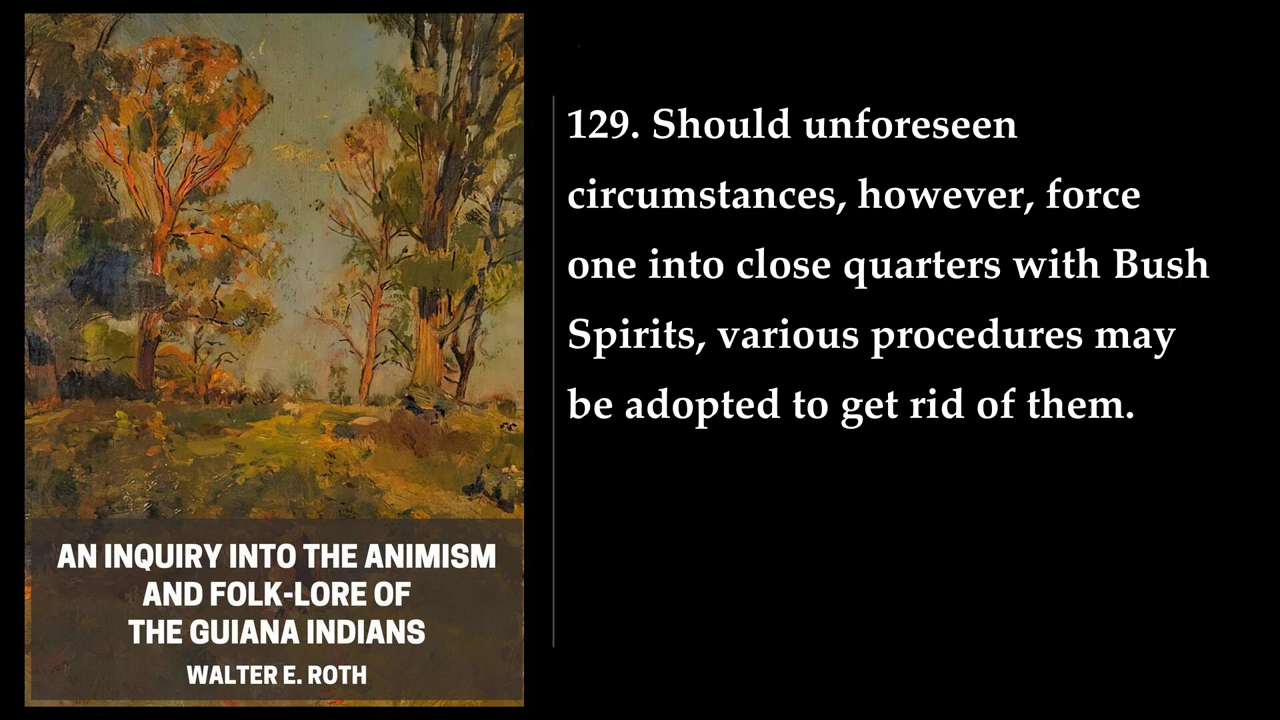 129. Should unforeseen
circumstances, however, force
one into close quarters with Bush
Spirits, various procedures may
be adopted to get rid of them.
AN INQUIRY INTO THE ANIMISM
AND FOLK-LORE OF
THE GUIANA INDIANS
WALTER E. ROTH